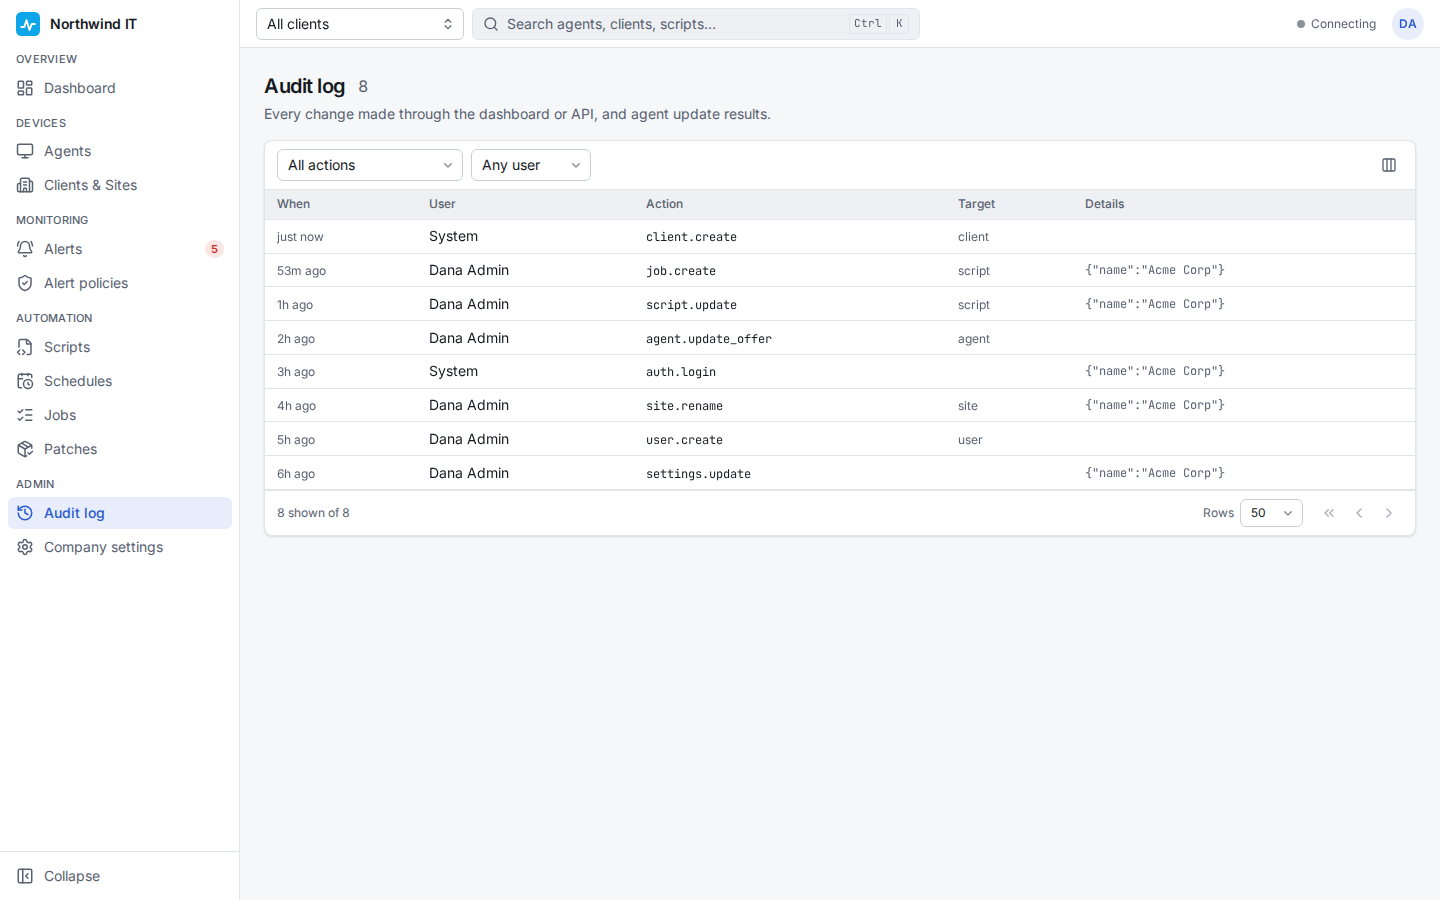 Northwind IT
OVERVIEW
Dashboard
DEVICES
Agents
Clients & Sites
MONITORING
Alerts 5
Alert policies
AUTOMATION
Scripts
Schedules
Jobs
Patches
ADMIN
Audit log
Company settings
Collapse
All clients Search agents, clients, scripts... Ctrl K Connecting DA
Audit log 8
Every change made through the dashboard or API, and agent update results.
All actions Any user
When User Action Target Details
just now System client.create client
53m ago Dana Admin job.create script {"name":"Acme Corp"}
1h ago Dana Admin script.update script {"name":"Acme Corp"}
2h ago Dana Admin agent.update_offer agent
3h ago System auth.login {"name":"Acme Corp"}
4h ago Dana Admin site.rename site {"name":"Acme Corp"}
5h ago Dana Admin user.create user
6h ago Dana Admin settings.update {"name":"Acme Corp"}
8 shown of 8 Rows 50